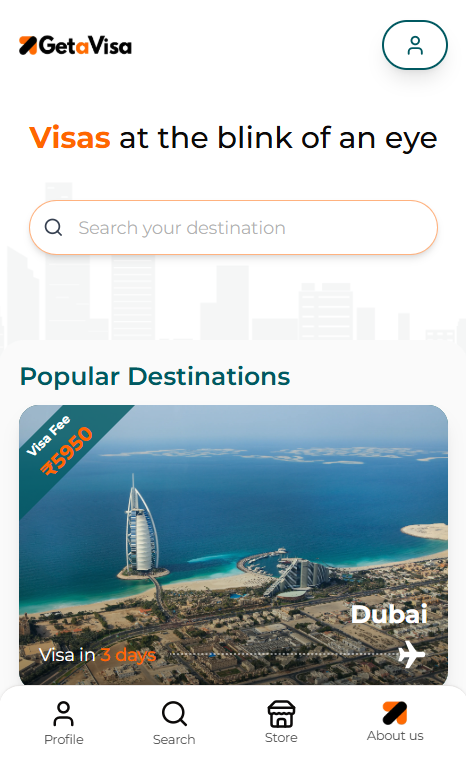 GetaVisa
Visas at the blink of an eye
Search your destination
Popular Destinations
Visa Fee
₹5950
Dubai
Visa in 3 days
Profile
Search
Store
About us